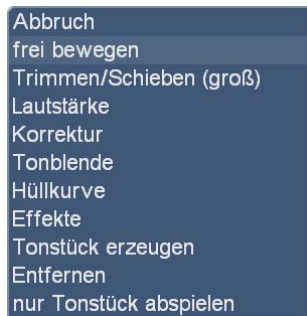 Abbruch
frei bewegen
Trimmen/Schieben (groß)
Lautstärke
Korrektur
Tonblende
Hüllkurve
Effekte
Tonstück erzeugen
Entfernen
nur Tonstück abspielen